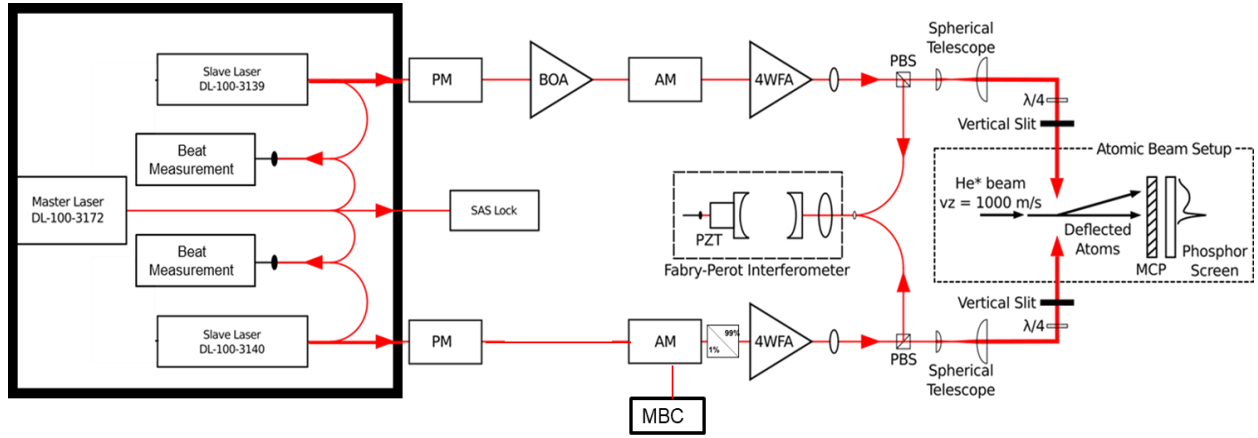 Slave Laser
DL-100-3139
Beat
Measurement
Master Laser
DL-100-3172
Beat
Measurement
Slave Laser
DL-100-3140
SAS Lock
PM
BOA
AM
4WFA
PBS
Spherical
Telescope
λ/4
Vertical Slit
Atomic Beam Setup
He* beam
vz = 1000 m/s
Deflected
Atoms
MCP
Phosphor
Screen
PZT
Fabry-Perot Interferometer
Vertical Slit
λ/4
PM
AM
99%
1%
4WFA
PBS
Spherical
Telescope
MBC